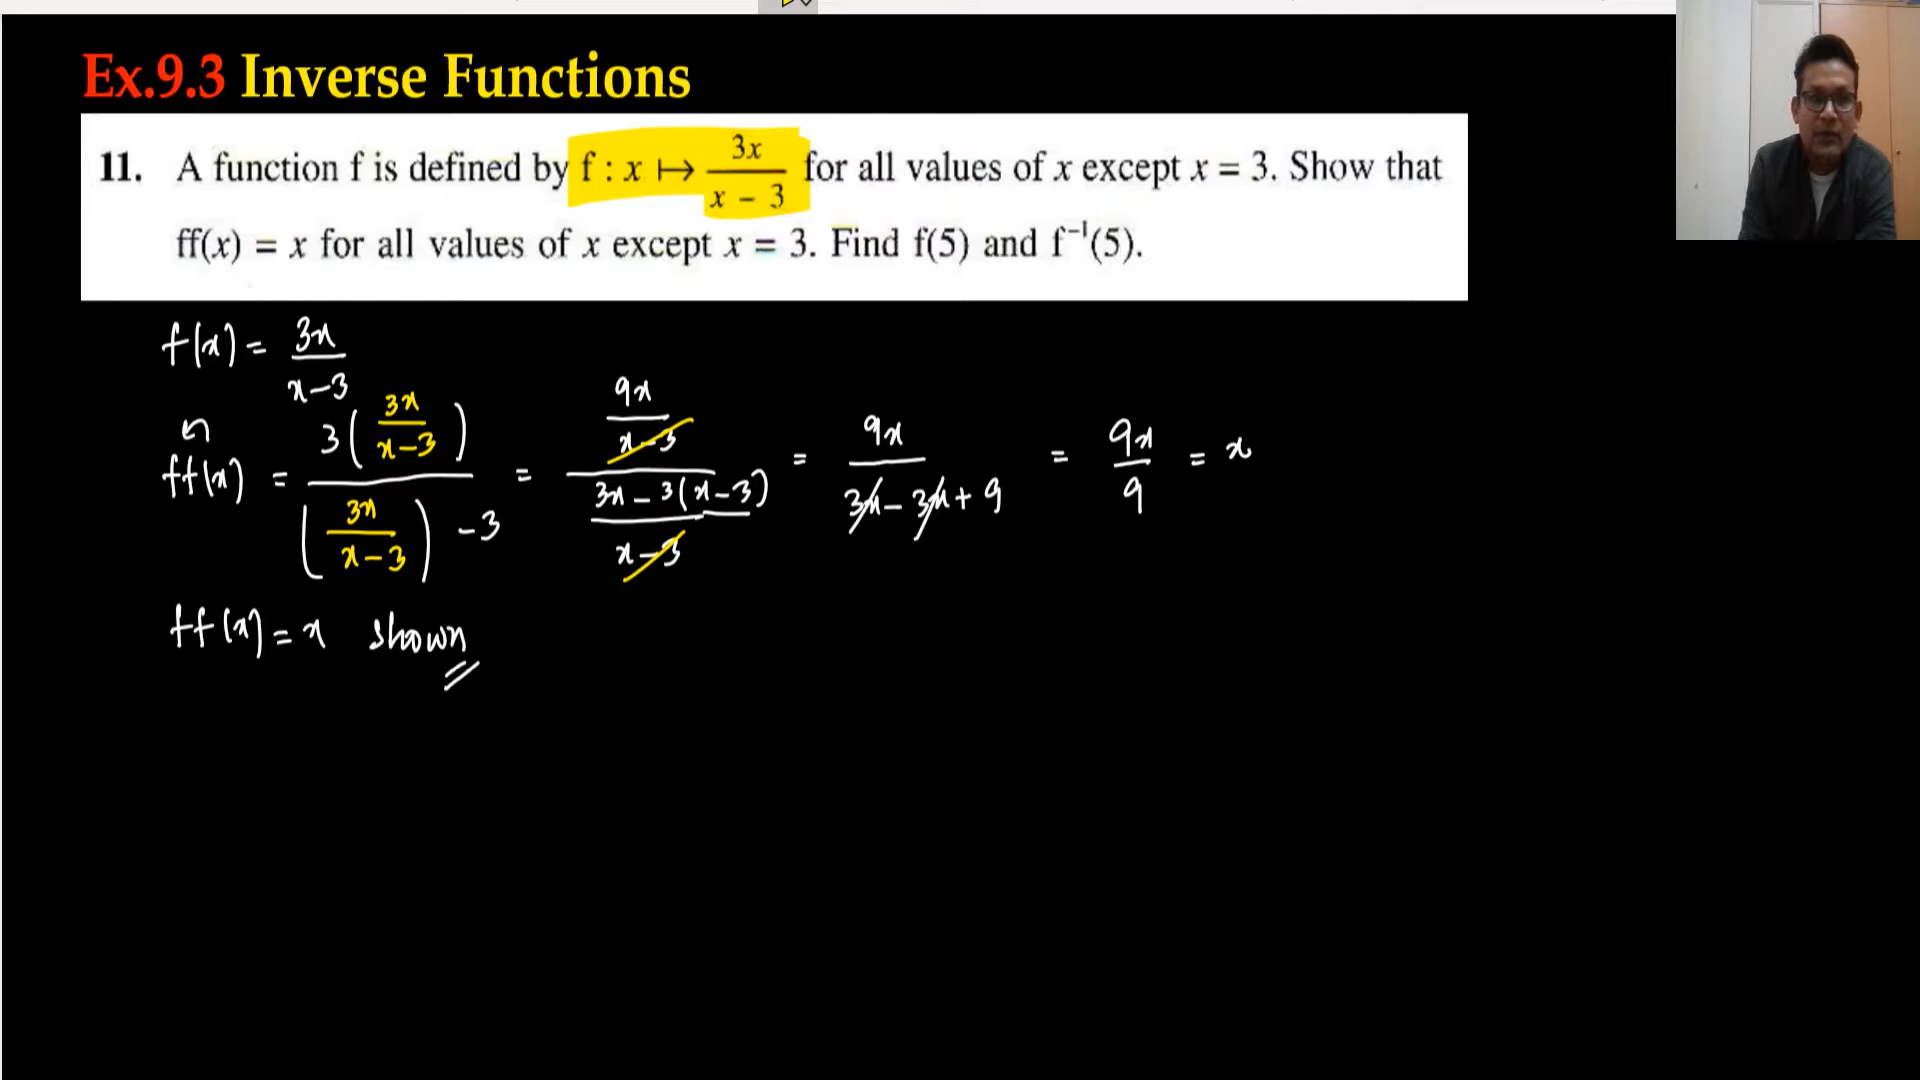 Ex.9.3 Inverse Functions
11. A function f is defined by f : x ↦ 3x/(x − 3) for all values of x except x = 3. Show that
ff(x) = x for all values of x except x = 3. Find f(5) and f⁻¹(5).
f(x) = 3x/(x−3)
ff(x) = (3(3x/(x−3)))/((3x/(x−3)) −3) = (9x/(x−3))/((3x − 3(x−3))/(x−3)) = 9x/(3x − 3x + 9) = 9x/9 = x
ff(x) = x shown